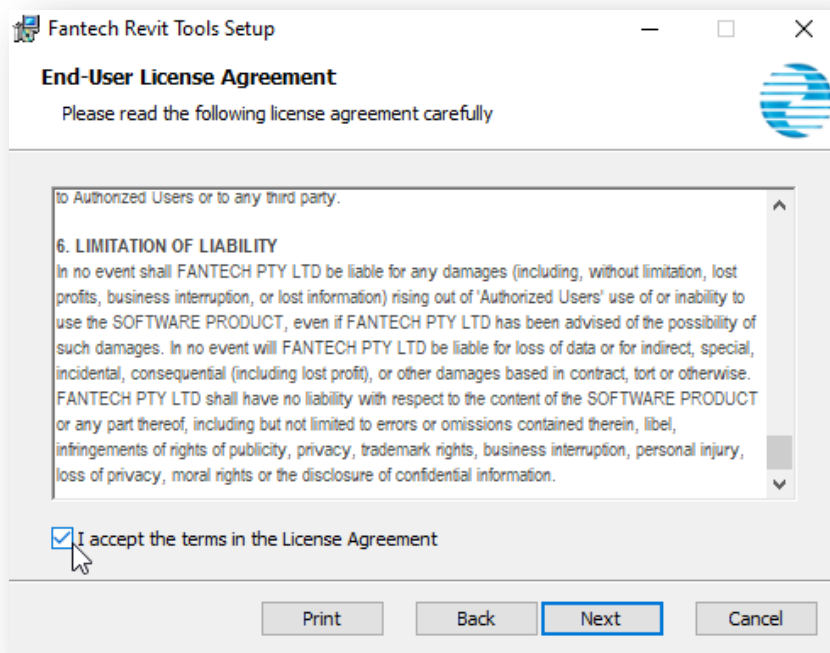 Fantech Revit Tools Setup
End-User License Agreement
Please read the following license agreement carefully
to Authorized Users or to any third party.
6. LIMITATION OF LIABILITY
In no event shall FANTECH PTY LTD be liable for any damages (including, without limitation, lost
profits, business interruption, or lost information) rising out of 'Authorized Users' use of or inability to
use the SOFTWARE PRODUCT, even if FANTECH PTY LTD has been advised of the possibility of
such damages. In no event will FANTECH PTY LTD be liable for loss of data or for indirect, special,
incidental, consequential (including lost profit), or other damages based in contract, tort or otherwise.
FANTECH PTY LTD shall have no liability with respect to the content of the SOFTWARE PRODUCT
or any part thereof, including but not limited to errors or omissions contained therein, libel,
infringements of rights of publicity, privacy, trademark rights, business interruption, personal injury,
loss of privacy, moral rights or the disclosure of confidential information.
I accept the terms in the License Agreement
Print Back Next Cancel